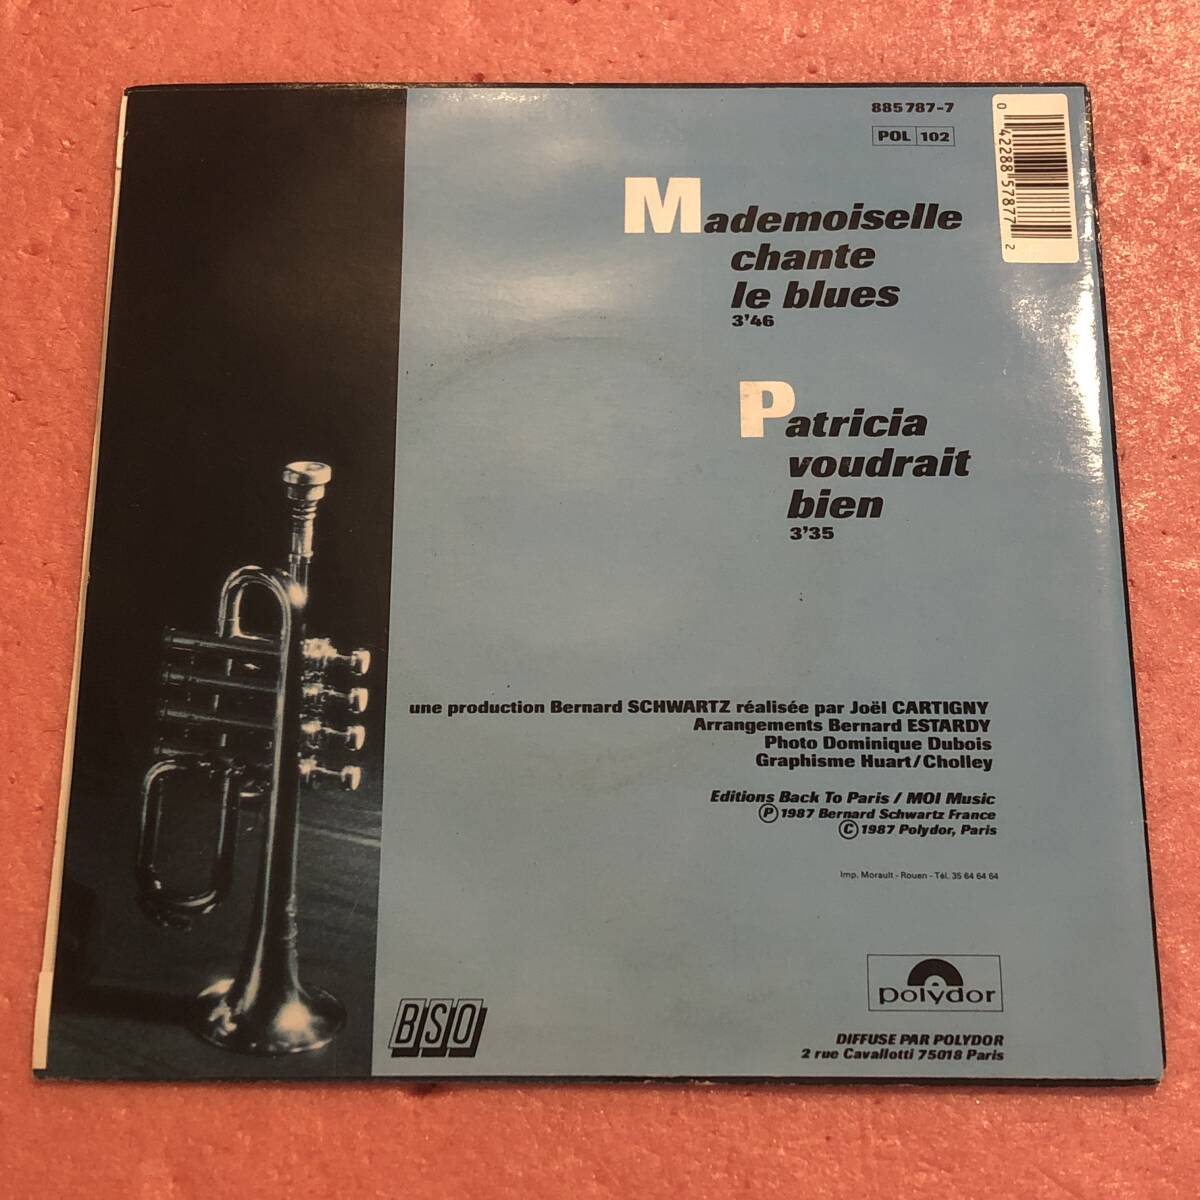 885 787-7
POL 102
0 42288 57877 2
Mademoiselle
chante
le blues
3'46
Patricia
voudrait
bien
3'35
une production Bernard SCHWARTZ réalisée par Joël CARTIGNY
Arrangements Bernard ESTARDY
Photo Dominique Dubois
Graphisme Huart/Cholley
Editions Back To Paris / MOI Music
Ⓟ 1987 Bernard Schwartz France
© 1987 Polydor, Paris
Imp. Morault - Rouen - Tél. 35 64 64 64
polydor
BSO
DIFFUSE PAR POLYDOR
2 rue Cavallotti 75018 Paris